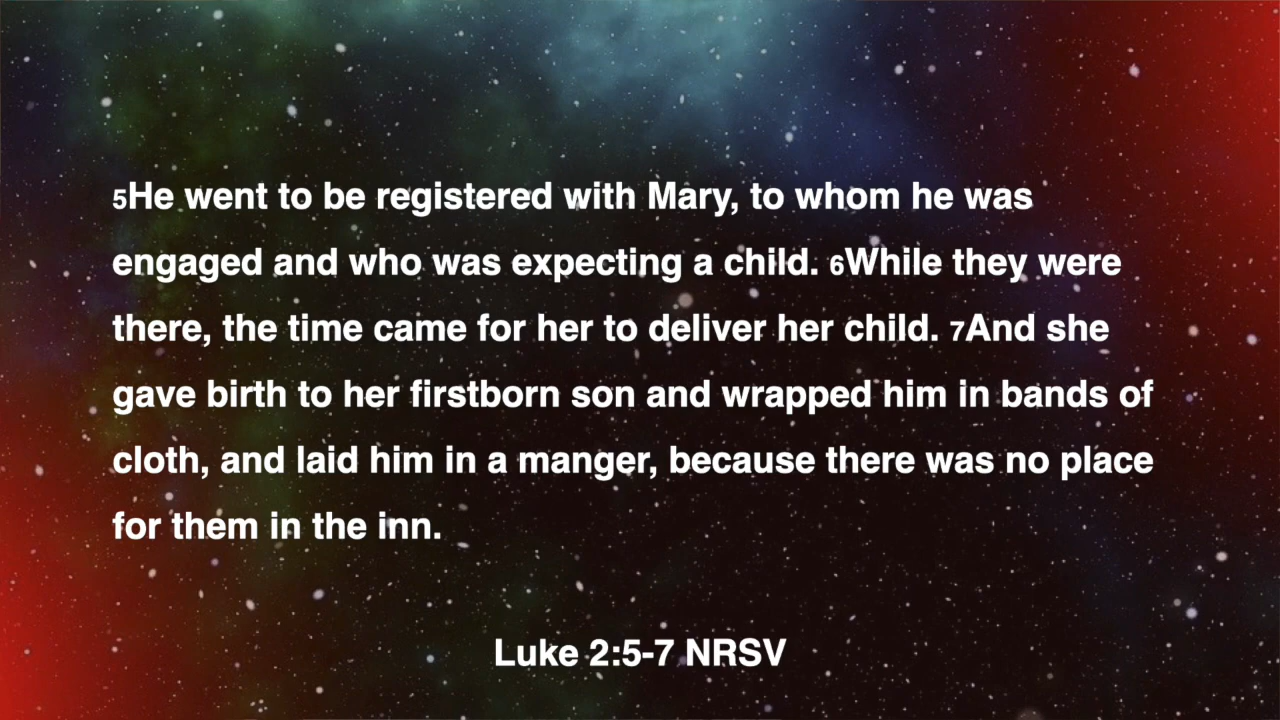 5He went to be registered with Mary, to whom he was
engaged and who was expecting a child. 6While they were
there, the time came for her to deliver her child. 7And she
gave birth to her firstborn son and wrapped him in bands of
cloth, and laid him in a manger, because there was no place
for them in the inn.
Luke 2:5-7 NRSV